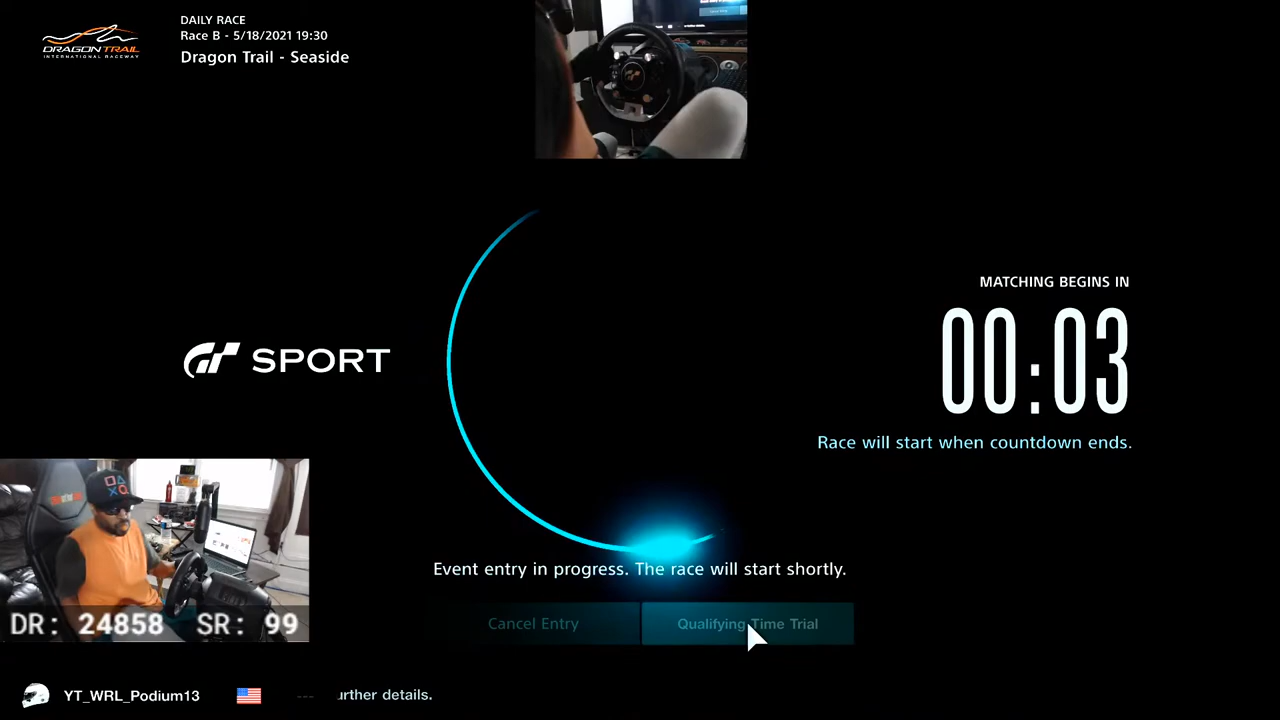 DRAGON TRAIL
INTERNATIONAL RACEWAY
DAILY RACE
Race B - 5/18/2021 19:30
Dragon Trail - Seaside
MATCHING BEGINS IN
00:03
Race will start when countdown ends.
GT SPORT
Event entry in progress. The race will start shortly.
Cancel Entry
Qualifying Time Trial
DR: 24858 SR: 99
YT_WRL_Podium13
--- urther details.